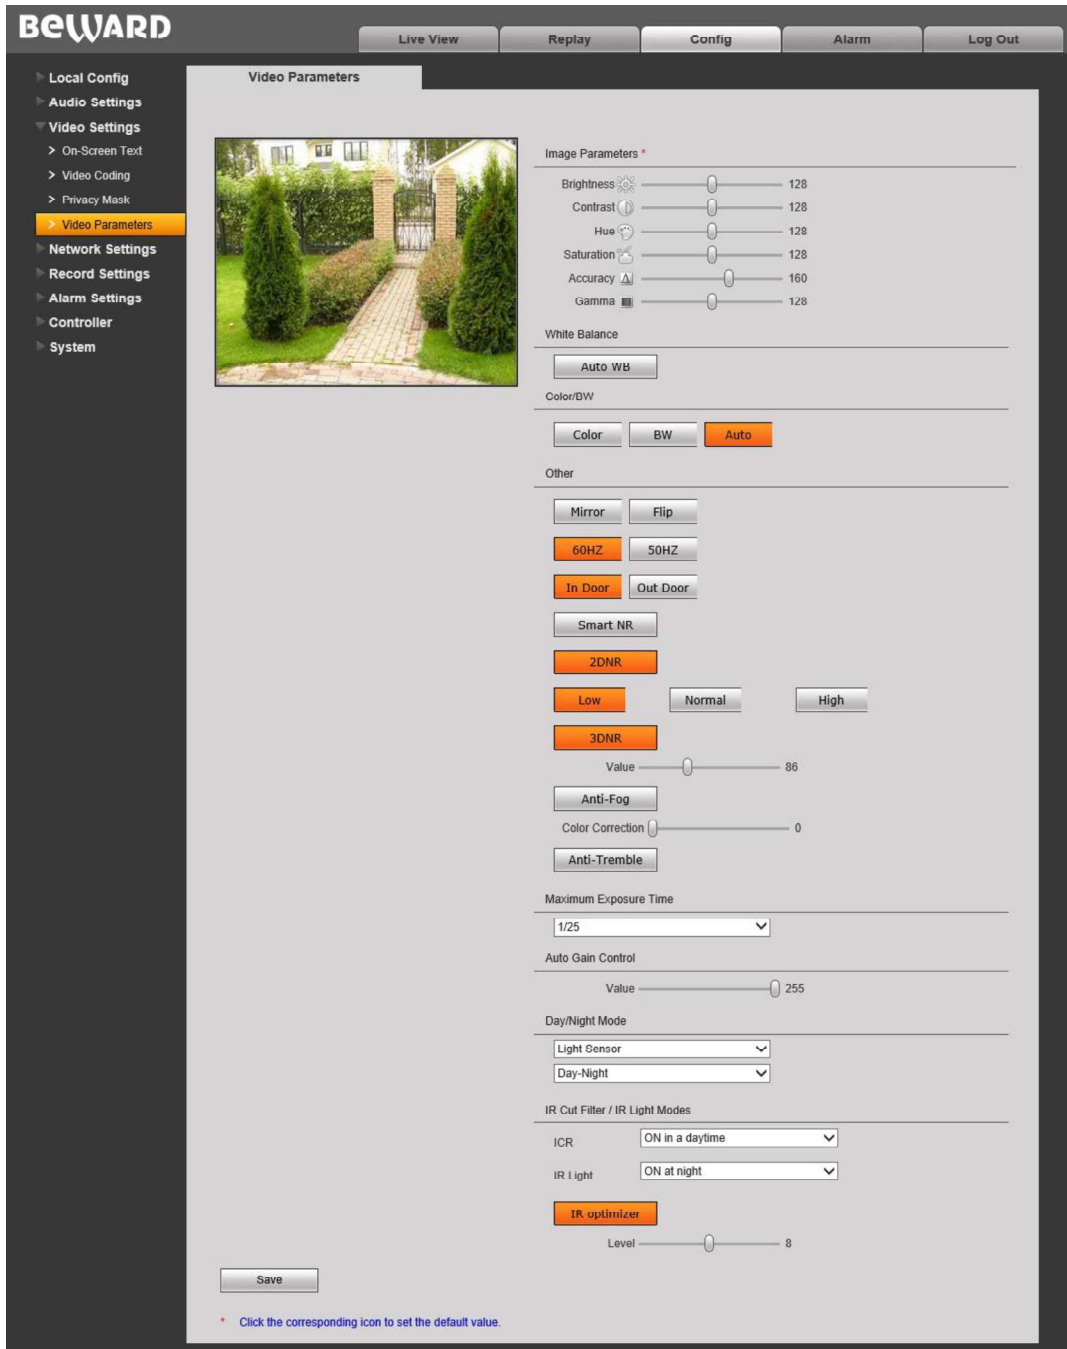 BEWARD
Live View
Replay
Config
Alarm
Log Out
Local Config
Audio Settings
Video Settings
> On-Screen Text
> Video Coding
> Privacy Mask
> Video Parameters
Network Settings
Record Settings
Alarm Settings
Controller
System
Video Parameters
Image Parameters *
Brightness 128
Contrast 128
Hue 128
Saturation 128
Accuracy 160
Gamma 128
White Balance
Auto WB
Color/BW
Color BW Auto
Other
Mirror Flip
60HZ 50HZ
In Door Out Door
Smart NR
2DNR
Low Normal High
3DNR
Value 86
Anti-Fog
Color Correction 0
Anti-Tremble
Maximum Exposure Time
1/25
Auto Gain Control
Value 255
Day/Night Mode
Light Sensor
Day-Night
IR Cut Filter / IR Light Modes
ICR ON in a daytime
IR Light ON at night
IR optimizer
Level 8
Save
* Click the corresponding icon to set the default value.